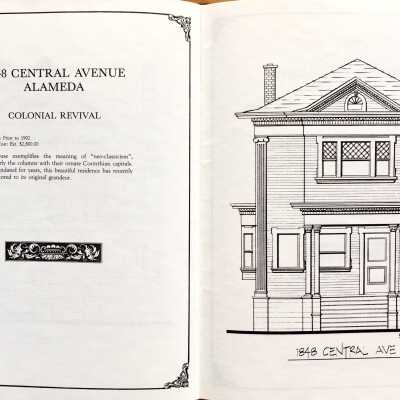 48 CENTRAL AVENUE
ALAMEDA
COLONIAL REVIVAL
Prior to 1902
Cost: Est. $2,800.00
exemplifies the meaning of "neo-classicism",
the columns with their ornate Corinthian capitals.
for years, this beautiful residence has recently
to its original grandeur.
1848 CENTRAL AVE